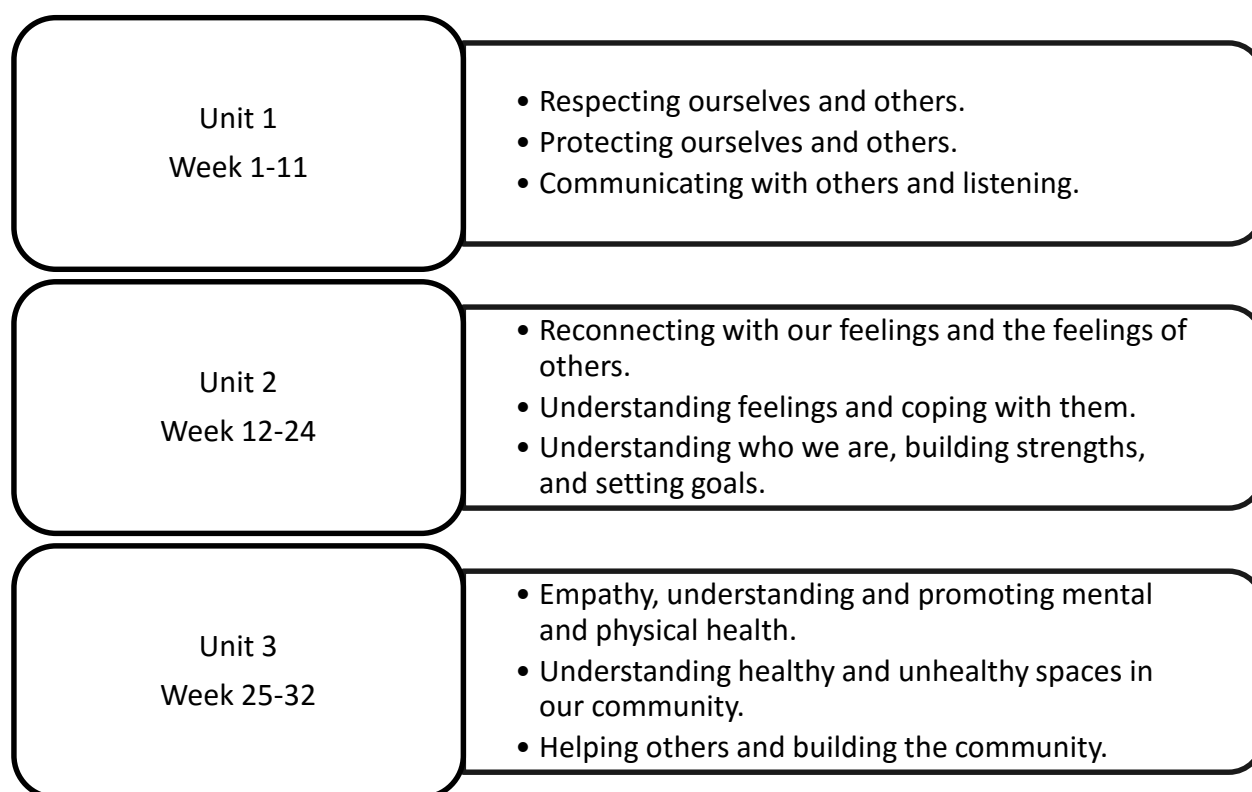 Unit 1
Week 1-11
• Respecting ourselves and others.
• Protecting ourselves and others.
• Communicating with others and listening.
Unit 2
Week 12-24
• Reconnecting with our feelings and the feelings of
others.
• Understanding feelings and coping with them.
• Understanding who we are, building strengths,
and setting goals.
Unit 3
Week 25-32
• Empathy, understanding and promoting mental
and physical health.
• Understanding healthy and unhealthy spaces in
our community.
• Helping others and building the community.